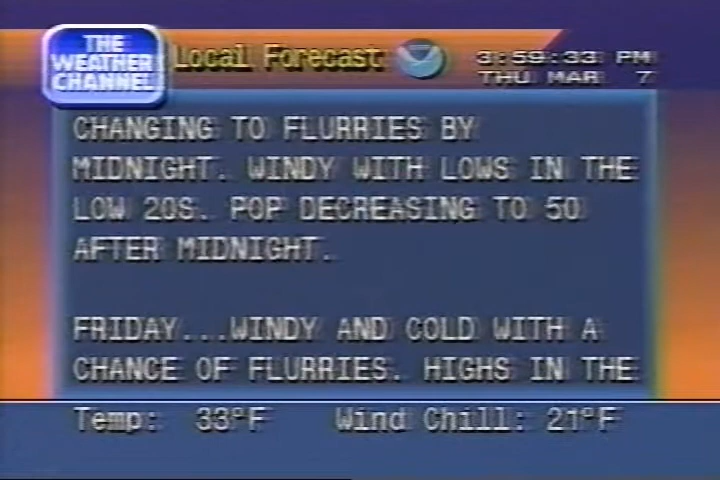 THE
WEATHER
CHANNEL
Local Forecast
3:59:33 PM
THU MAR 7
CHANGING TO FLURRIES BY
MIDNIGHT. WINDY WITH LOWS IN THE
LOW 20S. POP DECREASING TO 50
AFTER MIDNIGHT.
FRIDAY...WINDY AND COLD WITH A
CHANCE OF FLURRIES. HIGHS IN THE
Temp: 33°F Wind Chill: 21°F